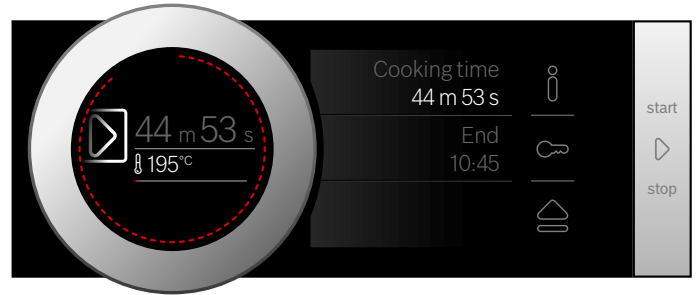 44 m 53 s
195°C
Cooking time
44 m 53 s
End
10:45
start
stop